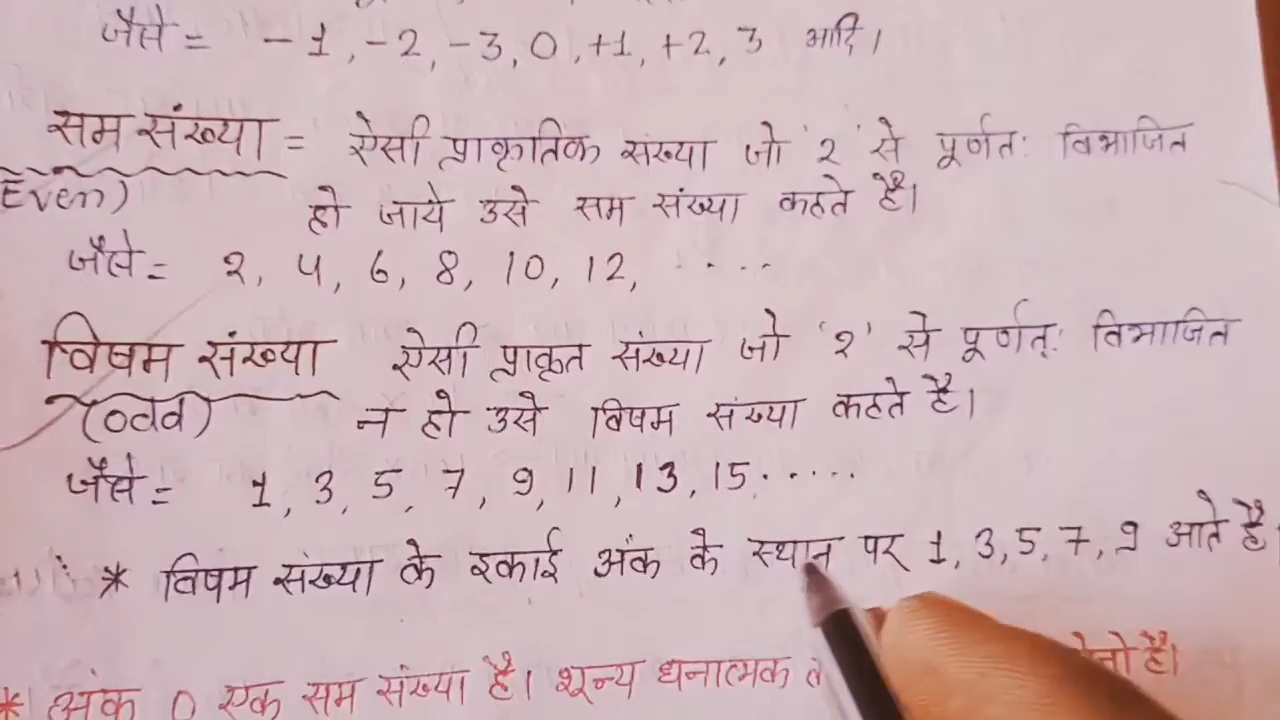 जैसे = -1, -2, -3, 0, +1, +2, 3 आदि।
सम संख्या = ऐसी प्राकृतिक संख्या जो '2' से पूर्णत: विभाजित
Even) हो जाये उसे सम संख्या कहते है।
जैसे = 2, 4, 6, 8, 10, 12, .....
विषम संख्या ऐसी प्राकृत संख्या जो '2' से पूर्णत: विभाजित
(odd) न हो उसे विषम संख्या कहते है।
जैसे = 1, 3, 5, 7, 9, 11, 13, 15.....
* विषम संख्या के इकाई अंक के स्थान पर 1, 3, 5, 7, 9 आते है
* अंक 0 एक सम संख्या है। शून्य धनात्मक है।